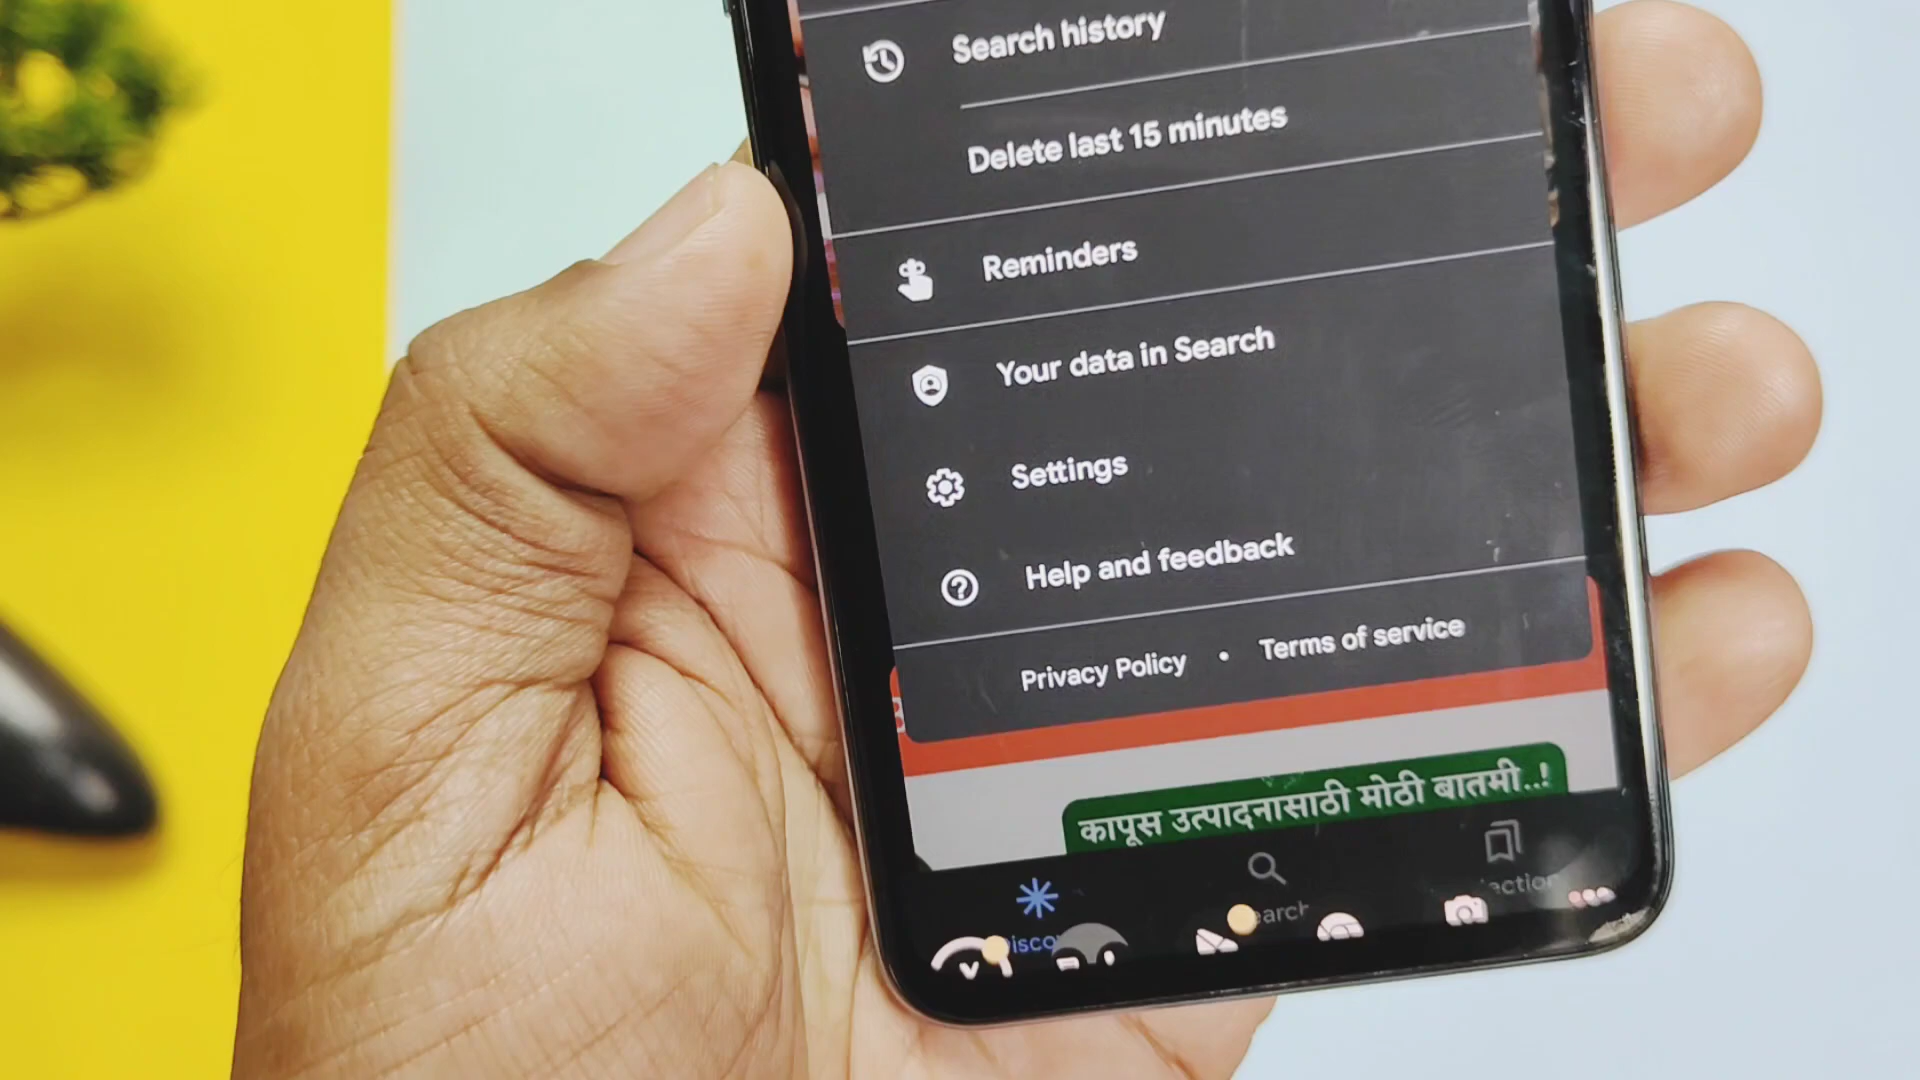 Search history
Delete last 15 minutes
Reminders
Your data in Search
Settings
Help and feedback
Privacy Policy • Terms of service
कापूस उत्पादनासाठी मोठी बातमी..!